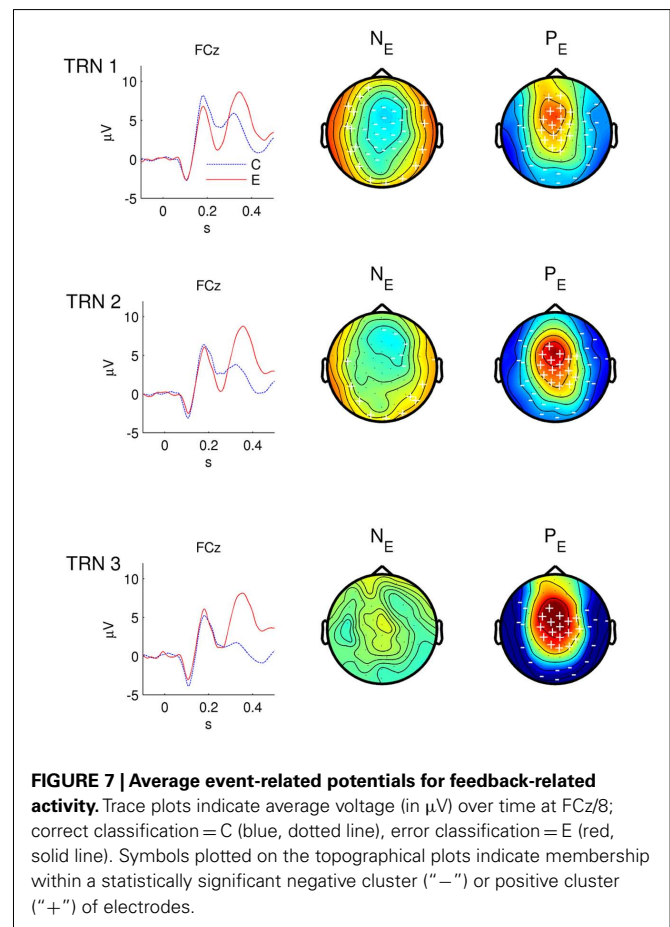 FCz
N_E
P_E
TRN 1
10
5
0
-5
μV
C
E
0 0.2 0.4
s
FCz
N_E
P_E
TRN 2
10
5
0
-5
μV
0 0.2 0.4
s
FCz
N_E
P_E
TRN 3
10
5
0
-5
μV
0 0.2 0.4
s
FIGURE 7 | Average event-related potentials for feedback-related
activity. Trace plots indicate average voltage (in μV) over time at FCz/8;
correct classification = C (blue, dotted line), error classification = E (red,
solid line). Symbols plotted on the topographical plots indicate membership
within a statistically significant negative cluster (“−”) or positive cluster
(“+”) of electrodes.